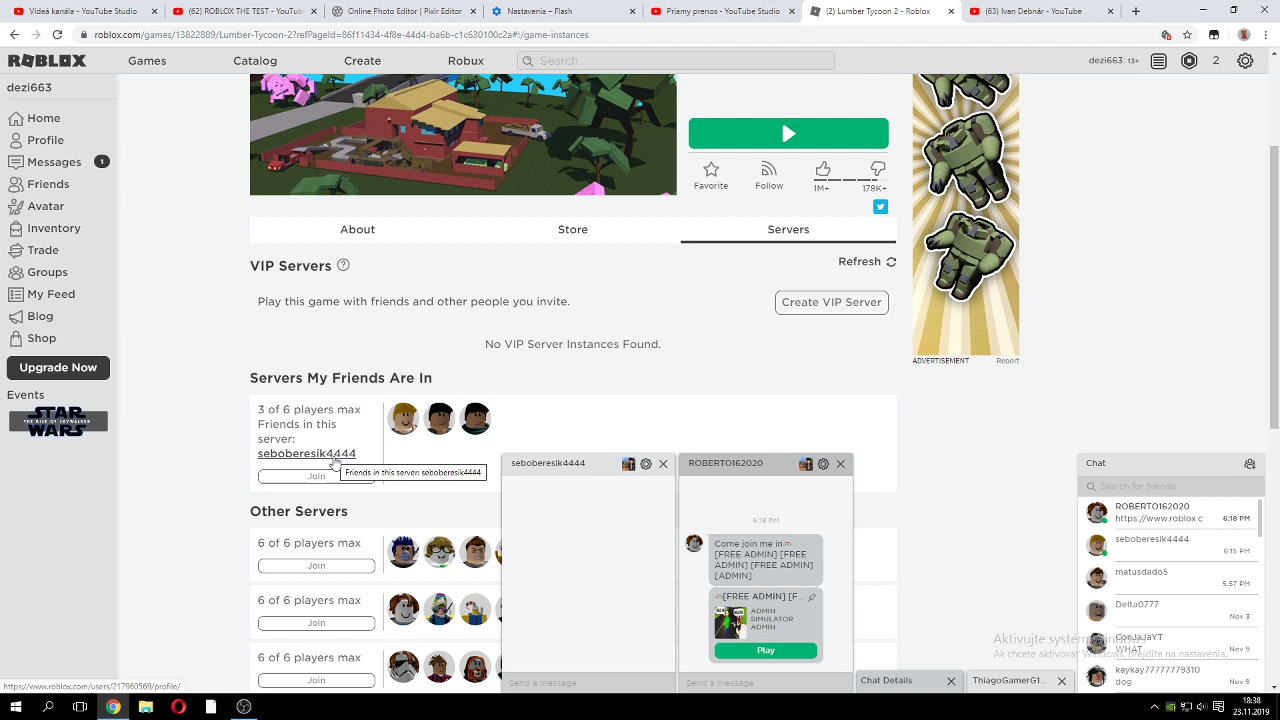 Videá kanála - YouTube S
(62) ROBLOX THE TEST - YouTube
Online Photo Editor | Pixlr Editor
Nastavenia - Flash
Priamy prenos - YouTube Studio
(2) Lumber Tycoon 2 - Roblox
(63) Ivan Debnár - YouTube
roblox.com/games/13822889/Lumber-Tycoon-2?refPageId=86f11434-4f8e-44d4-ba6b-c1c630100c2a#!/game-instances
ROBLOX
Games
Catalog
Create
Robux
Search
dezi663: 13+
2
dezi663
Home
Profile
Messages 1
Friends
Avatar
Inventory
Trade
Groups
My Feed
Blog
Shop
Upgrade Now
Events
STAR
THE RISE OF SKYWALKER
WARS
Favorite
Follow
1M+
178K+
About
Store
Servers
VIP Servers
Refresh
Play this game with friends and other people you invite.
Create VIP Server
No VIP Server Instances Found.
ADVERTISEMENT
Report
Servers My Friends Are In
3 of 6 players max
Friends in this
server:
seboberesik4444
Friends in this server: seboberesik4444
Join
Other Servers
6 of 6 players max
Join
6 of 6 players max
Join
6 of 6 players max
Join
seboberesik4444
Send a message
ROBERTO162020
6:18 PM
Come join me in
[FREE ADMIN] [FREE
ADMIN] [FREE ADMIN]
[ADMIN]
[FREE ADMIN] [F...
ADMIN
SIMULATOR
ADMIN
Play
Send a message
Chat Details
ThiagoGamerG1...
Chat
Search for friends
ROBERTO162020
https://www.roblox.c
6:18 PM
seboberesik4444
6:15 PM
matusdado5
5:57 PM
Delta0777
Nov 3
ConJaJaYT
WHAT
Nov 9
kaykay77777779310
dog
Nov 9
Aktivujte systém Windows
Ak chcete aktivovať Windows, prejdite na nastavenia.
https://www.roblox.com/users/217960569/profile/
18:38
23.11.2019